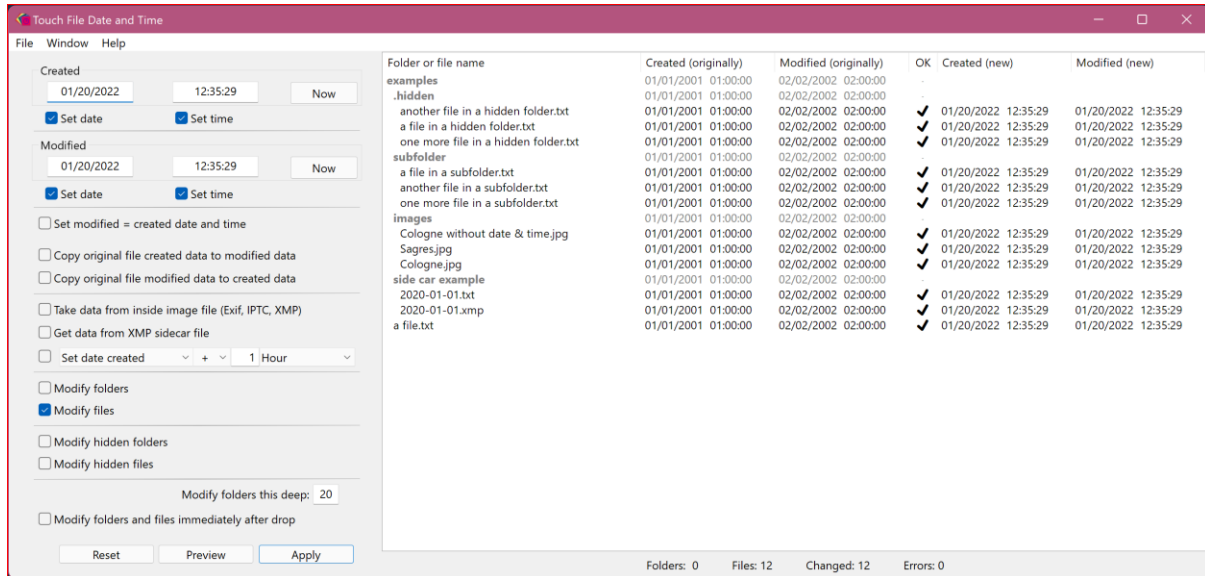 Touch File Date and Time
File Window Help
Created
01/20/2022 12:35:29 Now
Set date Set time
Modified
01/20/2022 12:35:29 Now
Set date Set time
Set modified = created date and time
Copy original file created data to modified data
Copy original file modified data to created data
Take data from inside image file (Exif, IPTC, XMP)
Get data from XMP sidecar file
Set date created + 1 Hour
Modify folders
Modify files
Modify hidden folders
Modify hidden files
Modify folders this deep: 20
Modify folders and files immediately after drop
Reset Preview Apply
Folder or file name Created (originally) Modified (originally) OK Created (new) Modified (new)
examples 01/01/2001 01:00:00 02/02/2002 02:00:00 -
.hidden 01/01/2001 01:00:00 02/02/2002 02:00:00 -
another file in a hidden folder.txt 01/01/2001 01:00:00 02/02/2002 02:00:00 ✔ 01/20/2022 12:35:29 01/20/2022 12:35:29
a file in a hidden folder.txt 01/01/2001 01:00:00 02/02/2002 02:00:00 ✔ 01/20/2022 12:35:29 01/20/2022 12:35:29
one more file in a hidden folder.txt 01/01/2001 01:00:00 02/02/2002 02:00:00 ✔ 01/20/2022 12:35:29 01/20/2022 12:35:29
subfolder 01/01/2001 01:00:00 02/02/2002 02:00:00 -
a file in a subfolder.txt 01/01/2001 01:00:00 02/02/2002 02:00:00 ✔ 01/20/2022 12:35:29 01/20/2022 12:35:29
another file in a subfolder.txt 01/01/2001 01:00:00 02/02/2002 02:00:00 ✔ 01/20/2022 12:35:29 01/20/2022 12:35:29
one more file in a subfolder.txt 01/01/2001 01:00:00 02/02/2002 02:00:00 ✔ 01/20/2022 12:35:29 01/20/2022 12:35:29
images 01/01/2001 01:00:00 02/02/2002 02:00:00 -
Cologne without date & time.jpg 01/01/2001 01:00:00 02/02/2002 02:00:00 ✔ 01/20/2022 12:35:29 01/20/2022 12:35:29
Sagres.jpg 01/01/2001 01:00:00 02/02/2002 02:00:00 ✔ 01/20/2022 12:35:29 01/20/2022 12:35:29
Cologne.jpg 01/01/2001 01:00:00 02/02/2002 02:00:00 ✔ 01/20/2022 12:35:29 01/20/2022 12:35:29
side car example 01/01/2001 01:00:00 02/02/2002 02:00:00 -
2020-01-01.txt 01/01/2001 01:00:00 02/02/2002 02:00:00 ✔ 01/20/2022 12:35:29 01/20/2022 12:35:29
2020-01-01.xmp 01/01/2001 01:00:00 02/02/2002 02:00:00 ✔ 01/20/2022 12:35:29 01/20/2022 12:35:29
a file.txt 01/01/2001 01:00:00 02/02/2002 02:00:00 ✔ 01/20/2022 12:35:29 01/20/2022 12:35:29
Folders: 0 Files: 12 Changed: 12 Errors: 0